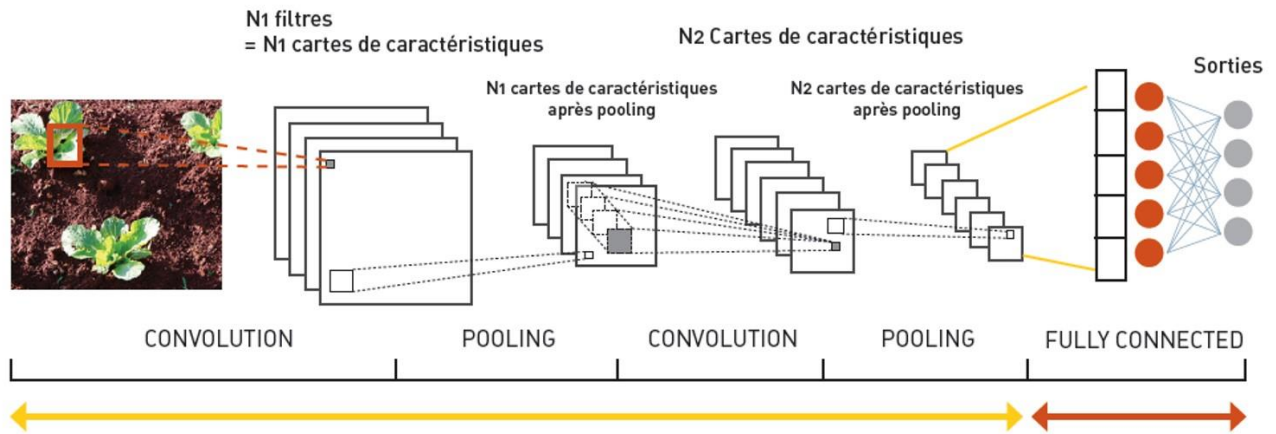 N1 filtres
= N1 cartes de caractéristiques
N2 Cartes de caractéristiques
Sorties
N1 cartes de caractéristiques
après pooling
N2 cartes de caractéristiques
après pooling
CONVOLUTION
POOLING
CONVOLUTION
POOLING
FULLY CONNECTED